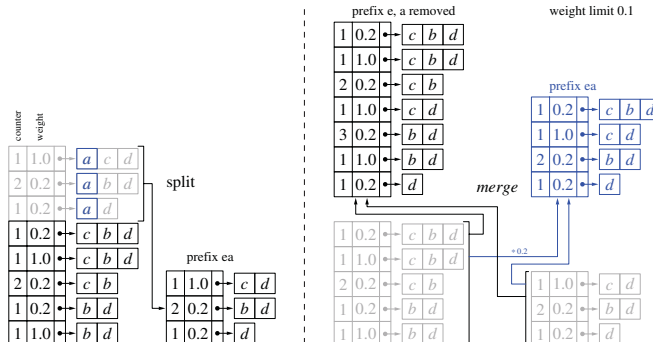 prefix e, a removed
weight limit 0.1
1 0.2 c b d
1 1.0 c b d
2 0.2 c b
1 1.0 c d
3 0.2 b d
1 1.0 b d
1 0.2 d
prefix ea
1 0.2 c b d
1 1.0 c d
2 0.2 b d
1 0.2 d
counter
weight
1 1.0 a c d
2 0.2 a b d
1 0.2 a d
1 0.2 c b d
1 1.0 c b d
2 0.2 c b
1 0.2 b d
1 1.0 b d
split
prefix ea
1 1.0 c d
2 0.2 b d
1 0.2 d
merge
1 0.2 c b d
1 1.0 c b d
2 0.2 c b
1 0.2 b d
1 1.0 b d
*0.2
1 1.0 c d
2 0.2 b d
1 0.2 d